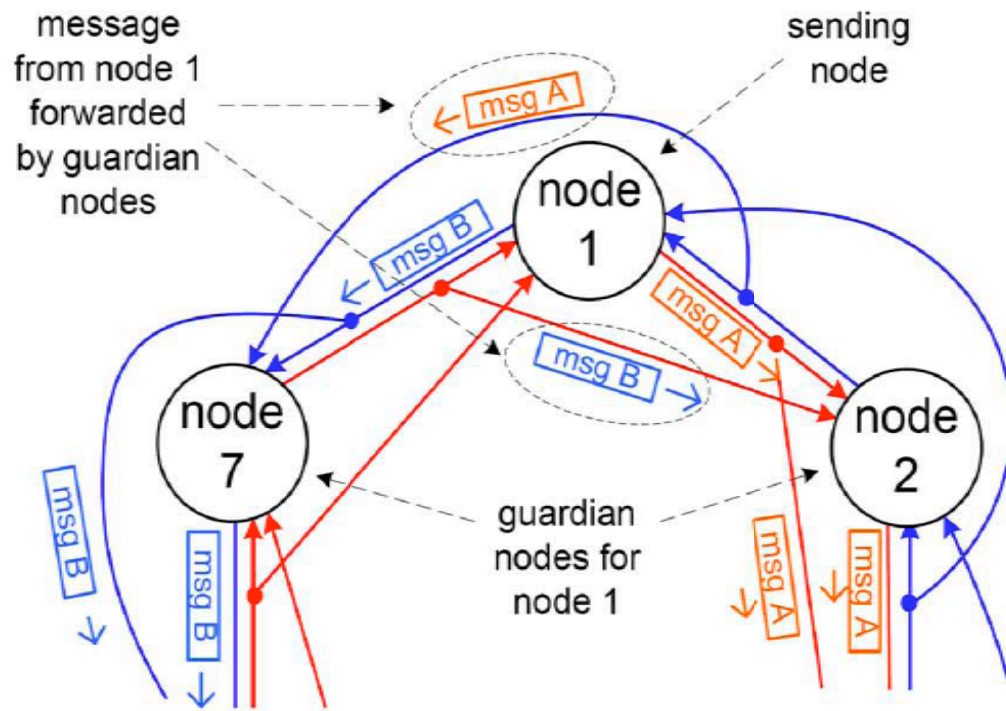 message
from node 1
forwarded
by guardian
nodes
sending
node
msg A
node
1
msg B
msg A
msg B
node
7
node
2
guardian
nodes for
node 1
msg B
msg B
msg A
msg A